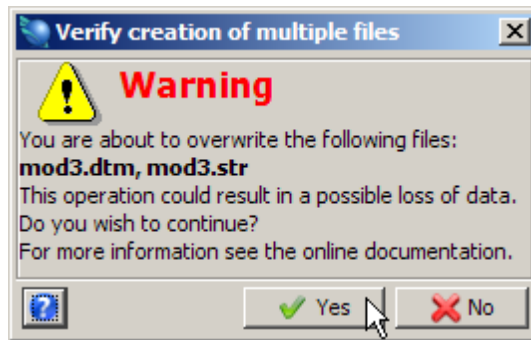 Verify creation of multiple files
Warning
You are about to overwrite the following files:
mod3.dtm, mod3.str
This operation could result in a possible loss of data.
Do you wish to continue?
For more information see the online documentation.
? Yes No